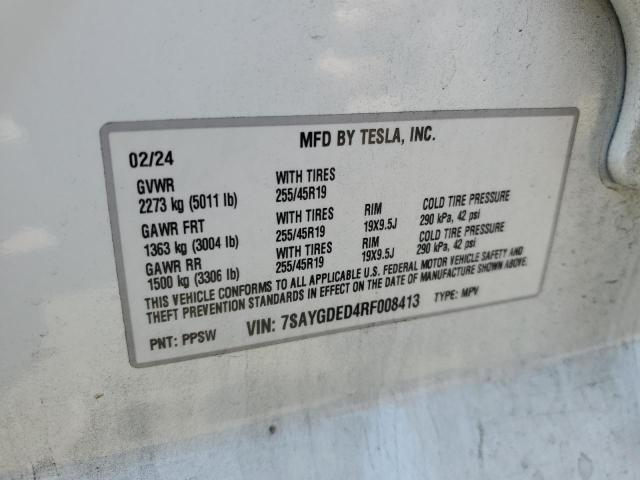 MFD BY TESLA, INC.
02/24
GVWR WITH TIRES
2273 kg (5011 lb) 255/45R19
GAWR FRT WITH TIRES RIM COLD TIRE PRESSURE
1363 kg (3004 lb) 255/45R19 19X9.5J 290 kPa, 42 psi
GAWR RR WITH TIRES RIM COLD TIRE PRESSURE
1500 kg (3306 lb) 255/45R19 19X9.5J 290 kPa, 42 psi
THIS VEHICLE CONFORMS TO ALL APPLICABLE U.S. FEDERAL MOTOR VEHICLE SAFETY AND
THEFT PREVENTION STANDARDS IN EFFECT ON THE DATE OF MANUFACTURE SHOWN ABOVE.
PNT: PPSW VIN: 7SAYGDED4RF008413 TYPE: MPV